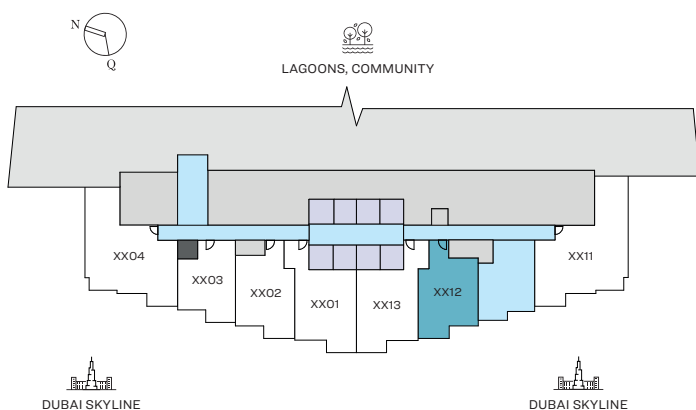 N
Q
LAGOONS, COMMUNITY
XX04
XX03
XX02
XX01
XX13
XX12
XX11
DUBAI SKYLINE
DUBAI SKYLINE